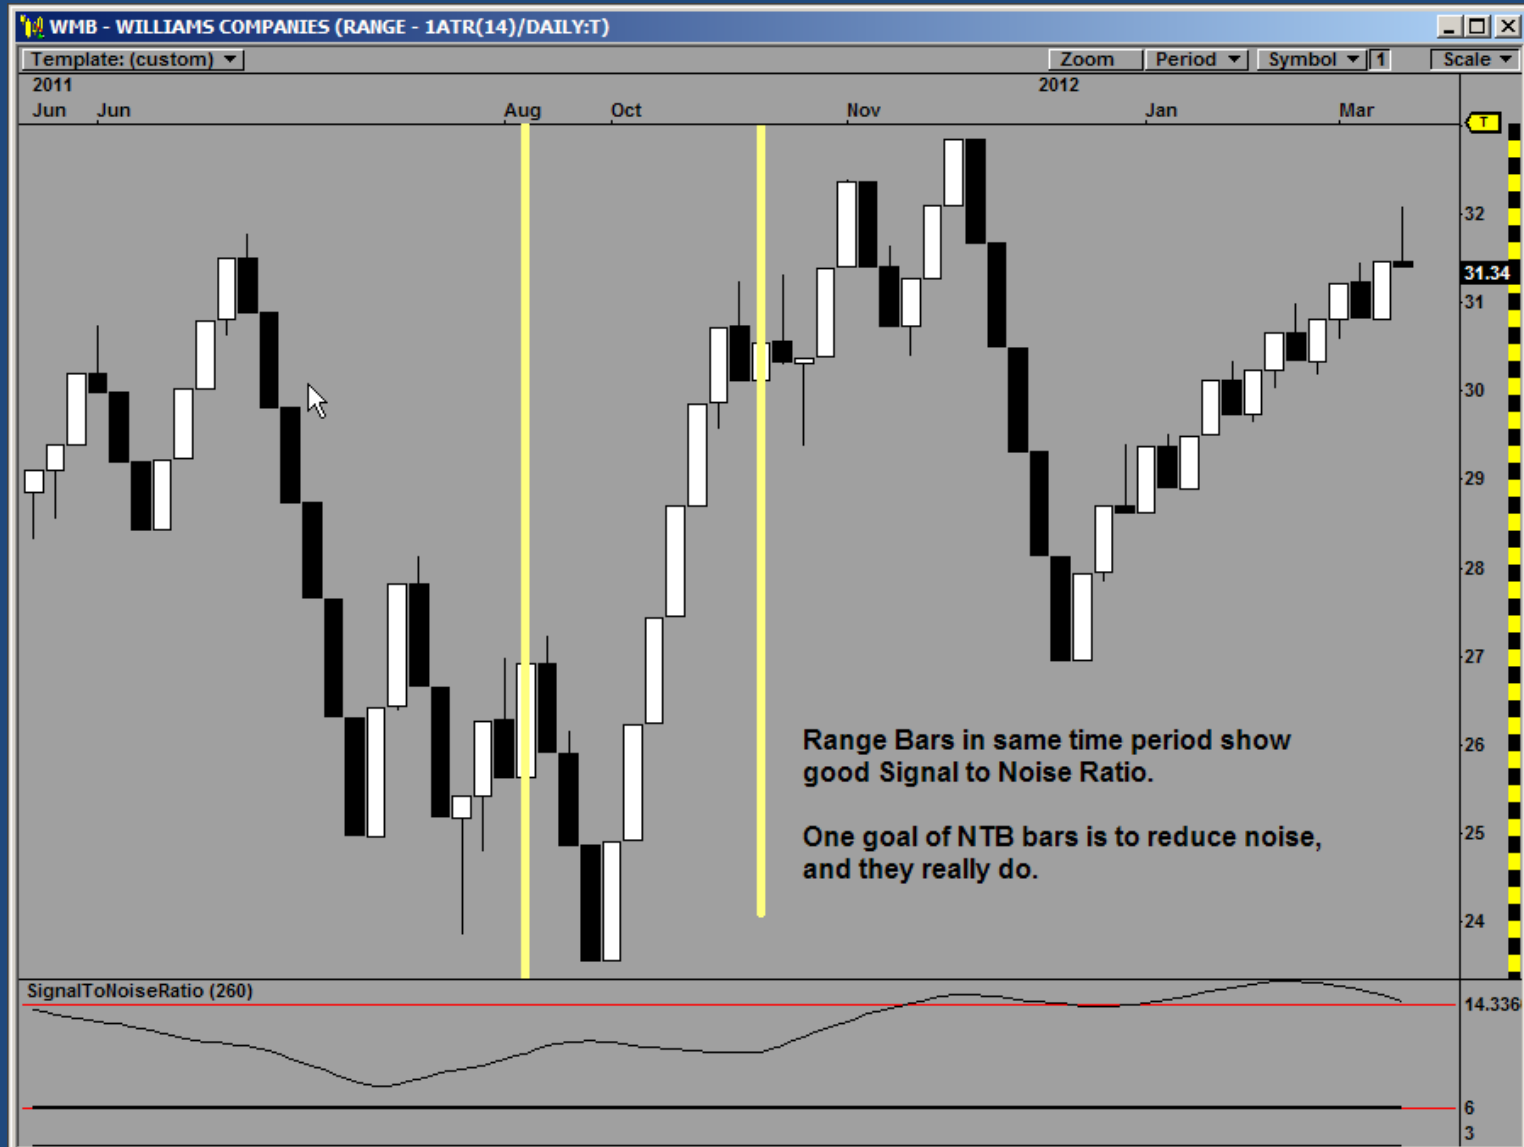 WMB - WILLIAMS COMPANIES (RANGE - 1ATR(14)/DAILY:T)
Template: (custom) Zoom Period Symbol 1 Scale
2011 2012
Jun Jun Aug Oct Nov Jan Mar
T
32
31.34
31
30
29
28
27
Range Bars in same time period show
good Signal to Noise Ratio.
26
One goal of NTB bars is to reduce noise,
and they really do.
25
24
SignalToNoiseRatio (260)
14.336
6
3